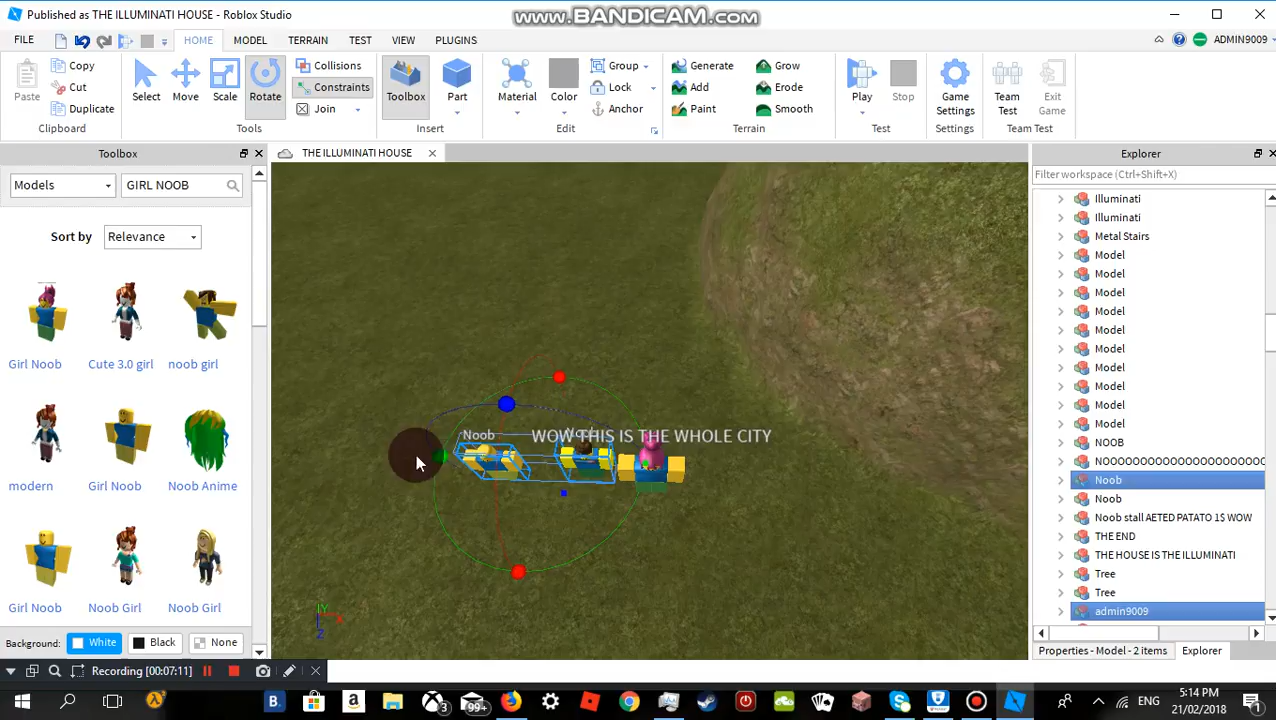 Published as THE ILLUMINATI HOUSE - Roblox Studio
WWW.BANDICAM.COM
FILE HOME MODEL TERRAIN TEST VIEW PLUGINS ADMIN9009
Paste Copy Cut Duplicate
Clipboard
Select Move Scale Rotate Collisions Constraints Join
Tools
Toolbox Part
Insert
Material Color Group Lock Anchor
Edit
Generate Add Paint Grow Erode Smooth
Terrain
Play Stop
Test
Game Settings
Settings
Team Test Exit Game
Team Test
Toolbox
Models GIRL NOOB
Sort by Relevance
Girl Noob Cute 3.0 girl noob girl
modern Girl Noob Noob Anime
Girl Noob Noob Girl Noob Girl
Background: White Black None
THE ILLUMINATI HOUSE
Noob
WOW THIS IS THE WHOLE CITY
Y
X
Z
Explorer
Filter workspace (Ctrl+Shift+X)
Illuminati
Illuminati
Metal Stairs
Model
Model
Model
Model
Model
Model
Model
Model
Model
Model
NOOB
NOOOOOOOOOOOOOOOOOOOOO
Noob
Noob
Noob stall AETED PATATO 1$ WOW
THE END
THE HOUSE IS THE ILLUMINATI
Tree
Tree
admin9009
Properties - Model - 2 items Explorer
Recording [00:07:11]
B. a 3 99+ S
ENG
5:14 PM
21/02/2018